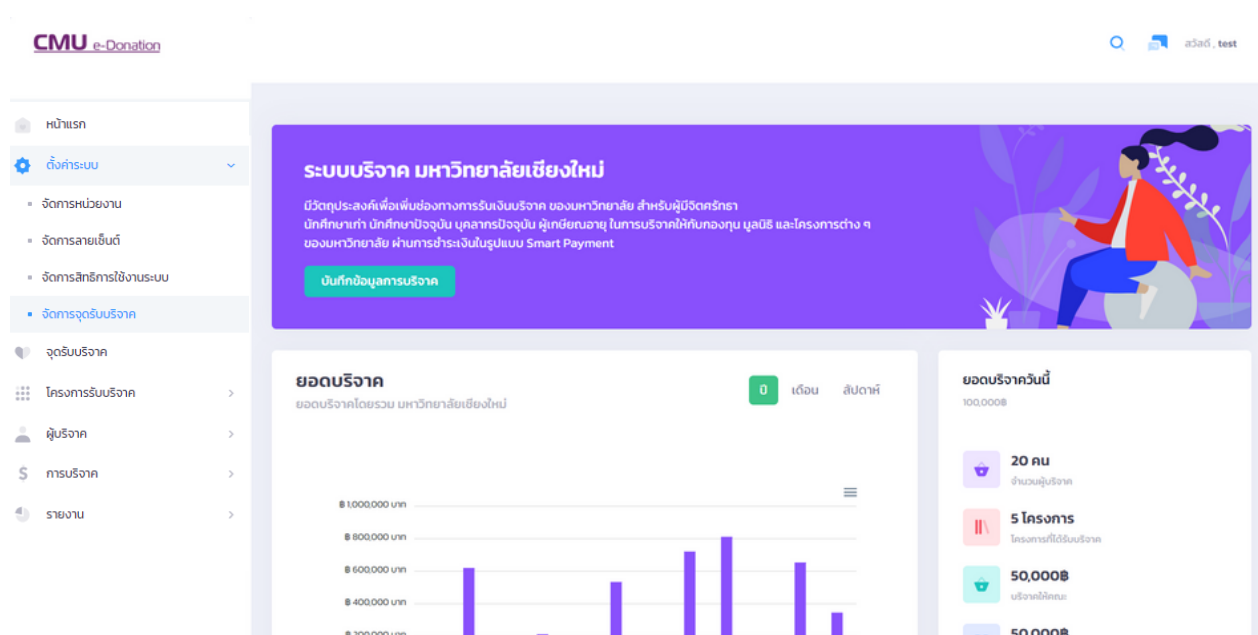 CMU e-Donation
สวัสดี , test
หน้าแรก
ตั้งค่าระบบ
จัดการหน่วยงาน
จัดการลายเซ็นต์
จัดการสิทธิการใช้งานระบบ
จัดการจุดรับบริจาค
จุดรับบริจาค
โครงการรับบริจาค
ผู้บริจาค
การบริจาค
รายงาน
ระบบบริจาค มหาวิทยาลัยเชียงใหม่
มีวัตถุประสงค์เพื่อเพิ่มช่องทางการรับเงินบริจาค ของมหาวิทยาลัย สำหรับผู้มีจิตศรัทธา
นักศึกษาเก่า นักศึกษาปัจจุบัน บุคลากรปัจจุบัน ผู้เกษียณอายุ ในการบริจาคให้กับกองทุน มูลนิธิ และโครงการต่าง ๆ
ของมหาวิทยาลัย ผ่านการชำระเงินในรูปแบบ Smart Payment
บันทึกข้อมูลการบริจาค
ยอดบริจาค
ยอดบริจาคโดยรวม มหาวิทยาลัยเชียงใหม่
ปี เดือน สัปดาห์
฿ 1,000,000 บาท
฿ 800,000 บาท
฿ 600,000 บาท
฿ 400,000 บาท
฿ 200,000 บาท
ยอดบริจาควันนี้
100,000฿
20 คน
จำนวนผู้บริจาค
5 โครงการ
โครงการที่ได้รับบริจาค
50,000฿
บริจาคให้คณะ
50,000฿